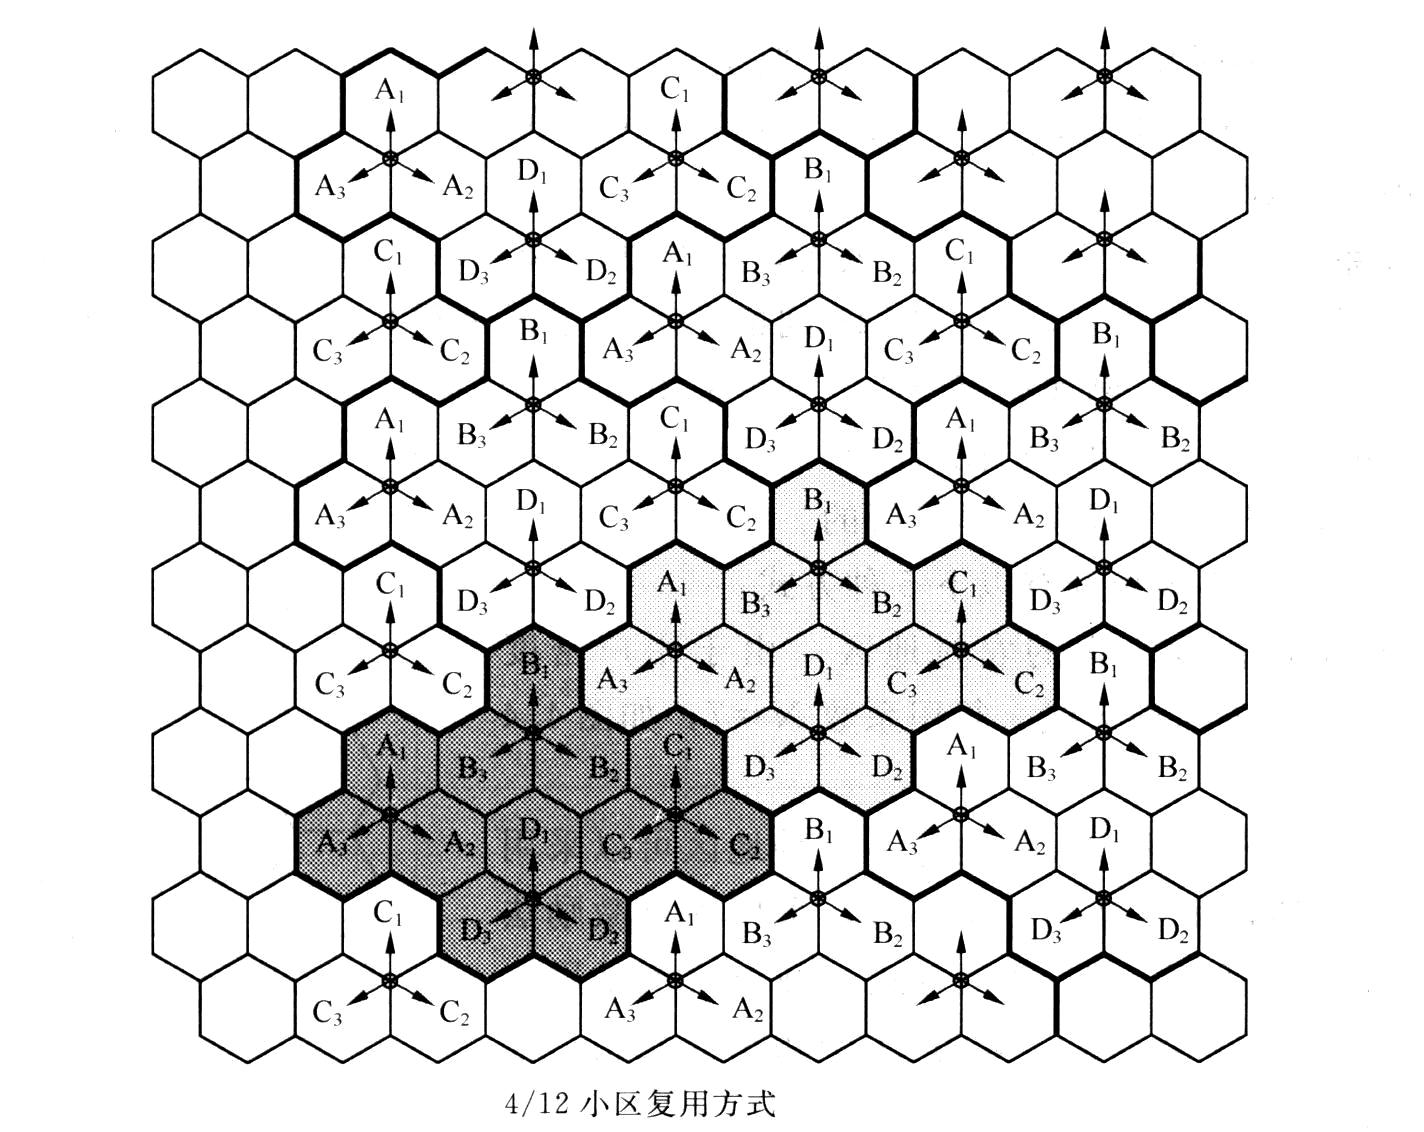 A1 C1
A3 A2 D1 C3 C2 B1
C1 D3 D2 A1 B3 B2 C1
C3 C2 B1 A3 A2 D1 C3 C2 B1
A1 B3 B2 C1 D3 D2 A1 B3 B2
A3 A2 D1 C3 C2 B1 A3 A2 D1
C1 D3 D2 A1 B3 B2 C1 D3 D2
C3 C2 B1 A3 A2 D1 C3 C2 B1
A1 B3 B2 C1 D3 D2 A1 B3 B2
A3 A2 D1 C3 C2 B1 A3 A2 D1
C1 D3 D2 A1 B3 B2 D3 D2
C3 C2 A3 A2
4/12 小区复用方式